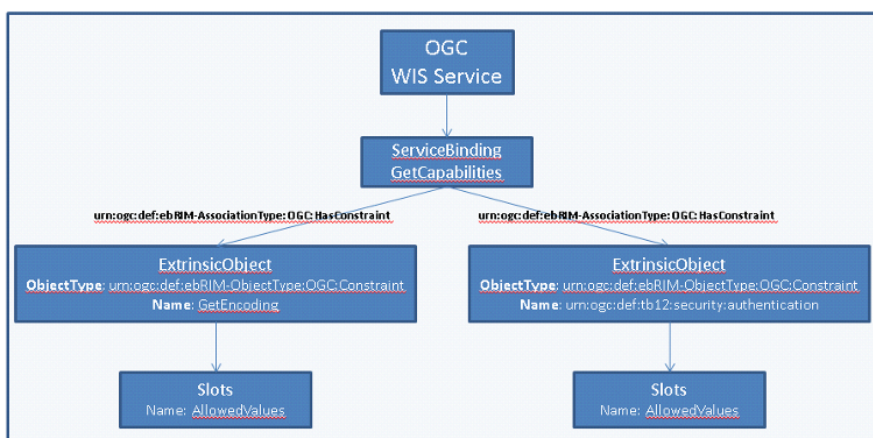 OGC
WIS Service
ServiceBinding
GetCapabilities
urn:ogc:def:ebRIM-AssociationType:OGC:HasConstraint
urn:ogc:def:ebRIM-AssociationType:OGC:HasConstraint
ExtrinsicObject
ObjectType: urn:ogc:def:ebRIM-ObjectType:OGC:Constraint
Name: GetEncoding
ExtrinsicObject
ObjectType: urn:ogc:def:ebRIM-ObjectType:OGC:Constraint
Name: urn:ogc:def:tb12:security:authentication
Slots
Name: AllowedValues
Slots
Name: AllowedValues